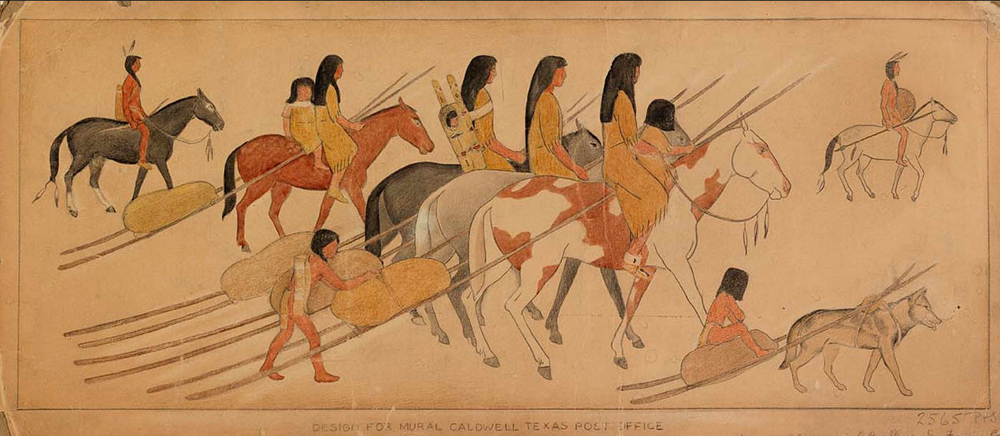 DESIGN FOR MURAL CALDWELL TEXAS POST OFFICE
2565